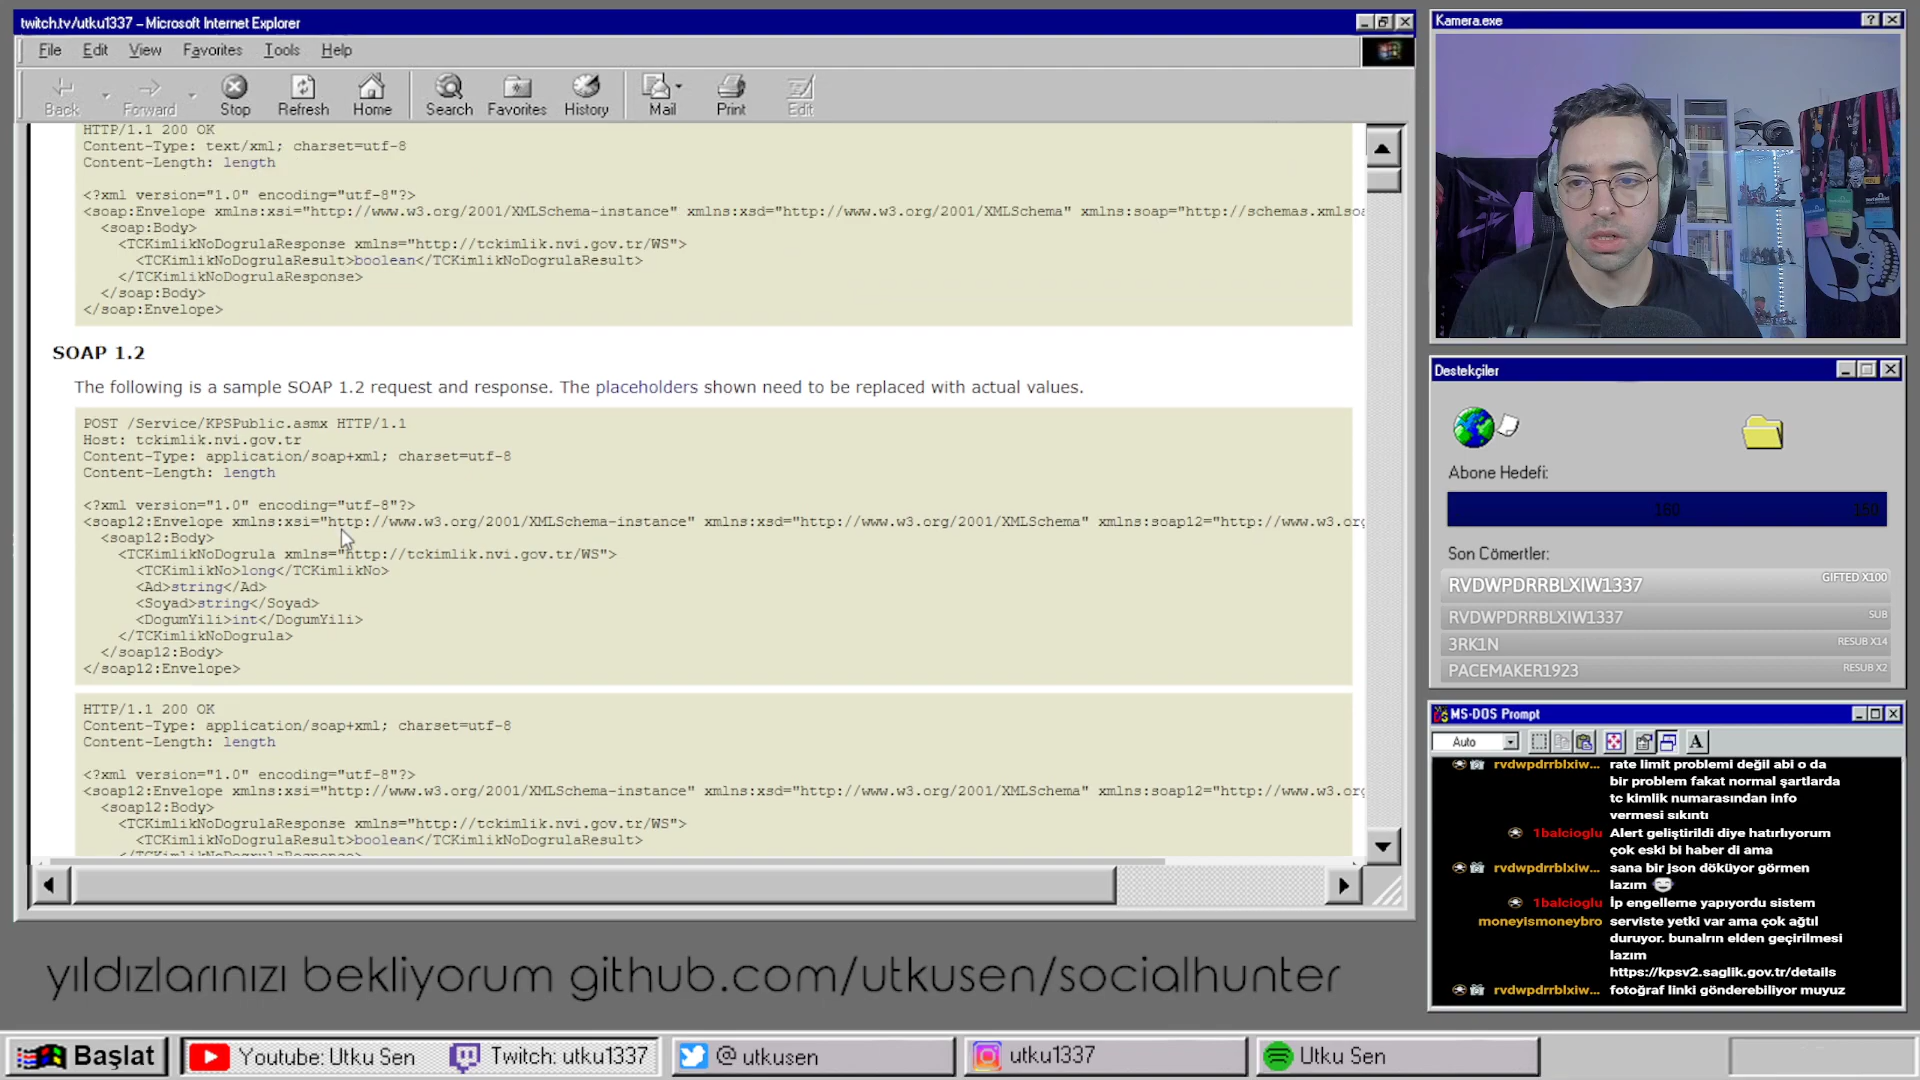 twitch.tv/utku1337 – Microsoft Internet Explorer
File Edit View Favorites Tools Help
Back Forward Stop Refresh Home Search Favorites History Mail Print Edit
HTTP/1.1 200 OK
Content-Type: text/xml; charset=utf-8
Content-Length: length
<?xml version="1.0" encoding="utf-8"?>
<soap:Envelope xmlns:xsi="http://www.w3.org/2001/XMLSchema-instance" xmlns:xsd="http://www.w3.org/2001/XMLSchema" xmlns:soap="http://schemas.xmlsoa
<soap:Body>
<TCKimlikNoDogrulaResponse xmlns="http://tckimlik.nvi.gov.tr/WS">
<TCKimlikNoDogrulaResult>boolean</TCKimlikNoDogrulaResult>
</TCKimlikNoDogrulaResponse>
</soap:Body>
</soap:Envelope>
SOAP 1.2
The following is a sample SOAP 1.2 request and response. The placeholders shown need to be replaced with actual values.
POST /Service/KPSPublic.asmx HTTP/1.1
Host: tckimlik.nvi.gov.tr
Content-Type: application/soap+xml; charset=utf-8
Content-Length: length
<?xml version="1.0" encoding="utf-8"?>
<soap12:Envelope xmlns:xsi="http://www.w3.org/2001/XMLSchema-instance" xmlns:xsd="http://www.w3.org/2001/XMLSchema" xmlns:soap12="http://www.w3.org
<soap12:Body>
<TCKimlikNoDogrula xmlns="http://tckimlik.nvi.gov.tr/WS">
<TCKimlikNo>long</TCKimlikNo>
<Ad>string</Ad>
<Soyad>string</Soyad>
<DogumYili>int</DogumYili>
</TCKimlikNoDogrula>
</soap12:Body>
</soap12:Envelope>
HTTP/1.1 200 OK
Content-Type: application/soap+xml; charset=utf-8
Content-Length: length
<?xml version="1.0" encoding="utf-8"?>
<soap12:Envelope xmlns:xsi="http://www.w3.org/2001/XMLSchema-instance" xmlns:xsd="http://www.w3.org/2001/XMLSchema" xmlns:soap12="http://www.w3.org
<soap12:Body>
<TCKimlikNoDogrulaResponse xmlns="http://tckimlik.nvi.gov.tr/WS">
<TCKimlikNoDogrulaResult>boolean</TCKimlikNoDogrulaResult>
</TCKimlikNoDogrulaResponse>
yıldızlarınızı bekliyorum github.com/utkusen/socialhunter
Kamera.exe
Destekçiler
Abone Hedefi:
180 150
Son Cömertler:
RVDWPDRRBLXIW1337 GIFTED X100
RVDWPDRRBLXIW1337 SUB
3RK1N RESUB X14
PACEMAKER1923 RESUB X2
MS-DOS Prompt
Auto A
rvdwpdrrblxiw... rate limit problemi değil abi o da
bir problem fakat normal şartlarda
tc kimlik numarasından info
vermesi sıkıntı
1balcioglu Alert geliştirildi diye hatırlıyorum
çok eski bi haber di ama
rvdwpdrrblxiw... sana bir json döküyor görmen
lazım
1balcioglu İp engelleme yapıyordu sistem
moneyismoneybro serviste yetki var ama çok ağtıl
duruyor. bunalrın elden geçirilmesi
lazım
https://kpsv2.saglik.gov.tr/details
rvdwpdrrblxiw... fotoğraf linki gönderebiliyor muyuz
Başlat Youtube: Utku Sen Twitch: utku1337 @utkusen utku1337 Utku Sen